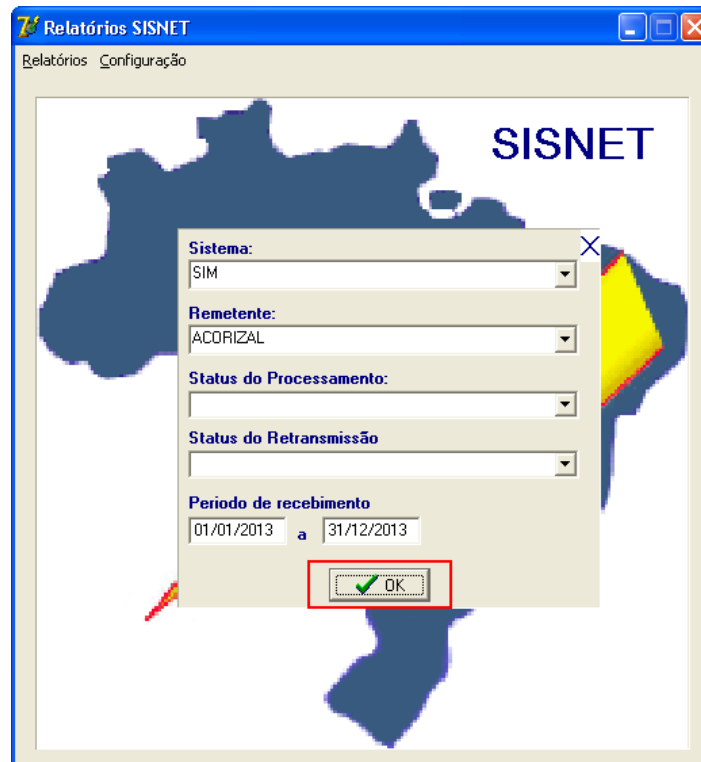 Relatórios SISNET
Relatórios Configuração
SISNET
Sistema:
SIM
Remetente:
ACORIZAL
Status do Processamento:
Status do Retransmissão
Periodo de recebimento
01/01/2013 a 31/12/2013
OK